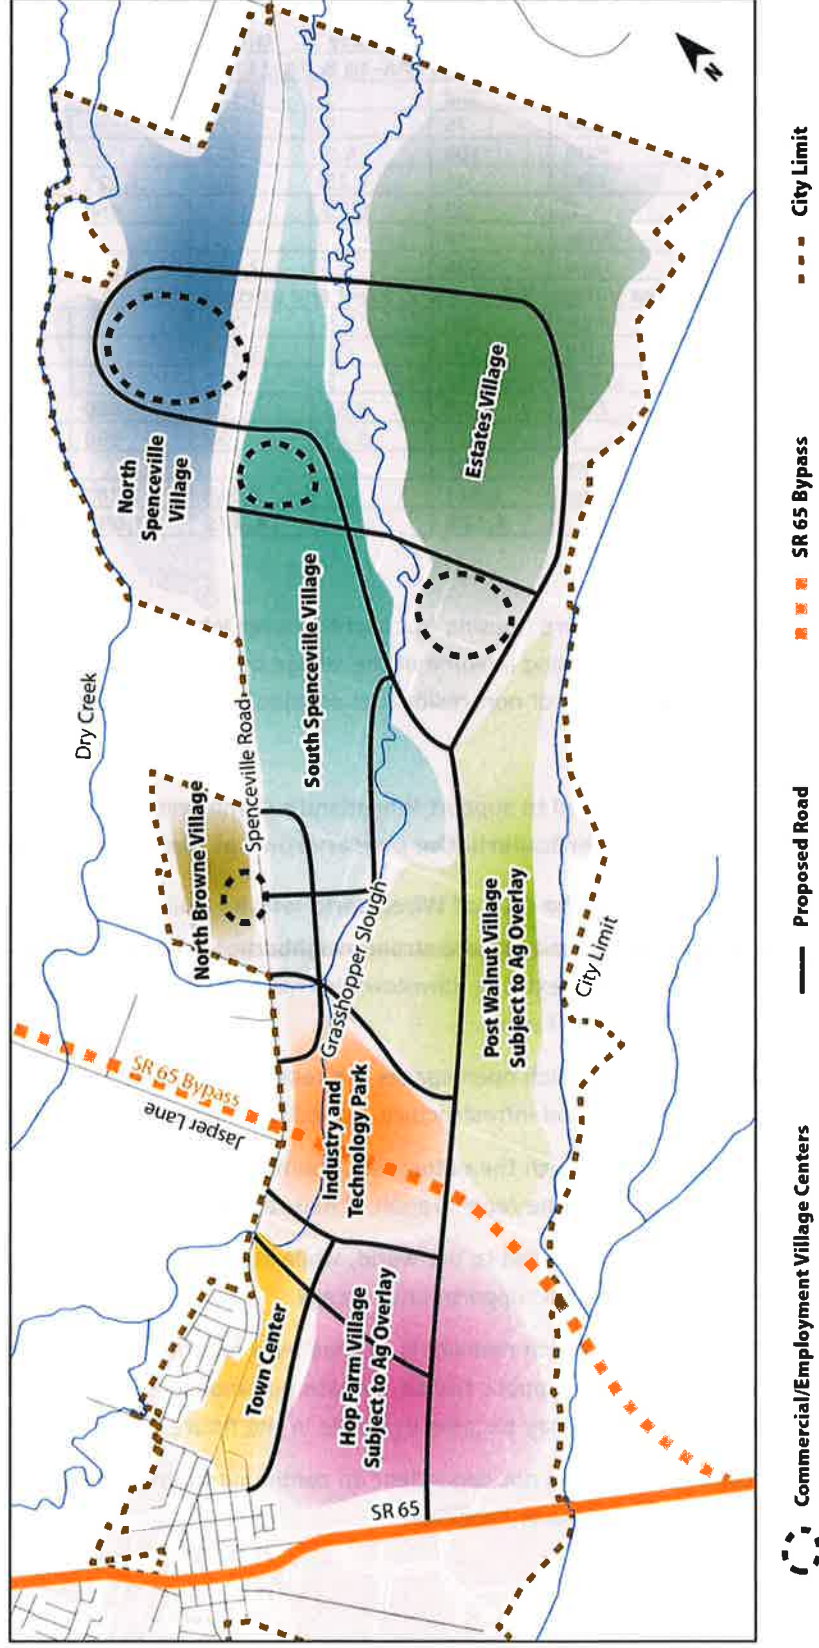 N
North
Spenceville
Village
Estates Village
South Spenceville Village
Dry Creek
Spenceville Road
North Browne Village
Grasshopper Slough
Post Walnut Village
Subject to Ag Overlay
City Limit
SR 65 Bypass
Jasper Lane
Industry and
Technology Park
Town Center
Hop Farm Village
Subject to Ag Overlay
SR 65
Commercial/Employment Village Centers
Proposed Road
SR 65 Bypass
City Limit